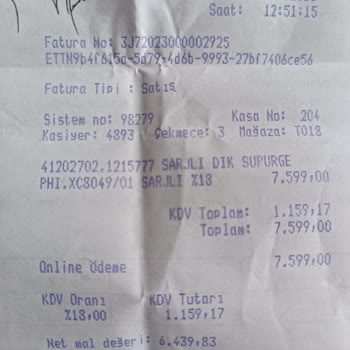 Saat: 12:51:15
Fatura No: 3J72023000002925
ETTN9b4f615a-5a79-4d6b-9993-27bf7406ce56
Fatura Tipi : Satış
Sistem no: 98279 Kasa No: 204
Kasiyer: 4893 Çekmece: 3 Mağaza: T018
41202702.1215777 SARJLI DIK SUPURGE
PHI.XC8049/01 SARJLI %18 7.599,00
KDV Toplam: 1.159,17
Toplam: 7.599,00
Online Ödeme 7.599,00
KDV Oranı KDV Tutarı
%18,00 1.159,17
Net mal değeri: 6.439,83